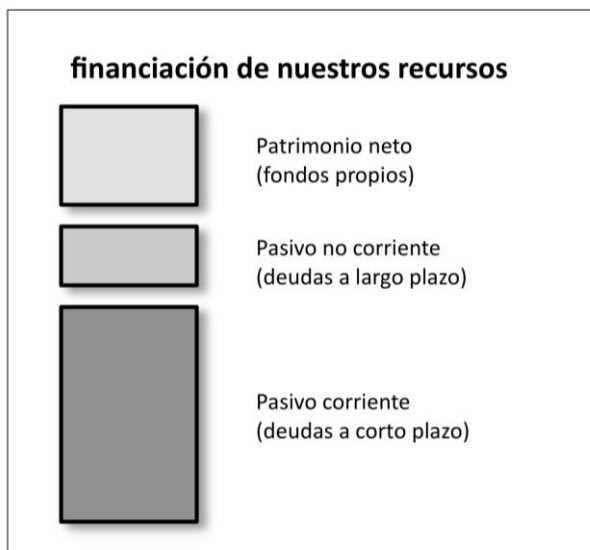 financiación de nuestros recursos
Patrimonio neto
(fondos propios)
Pasivo no corriente
(deudas a largo plazo)
Pasivo corriente
(deudas a corto plazo)